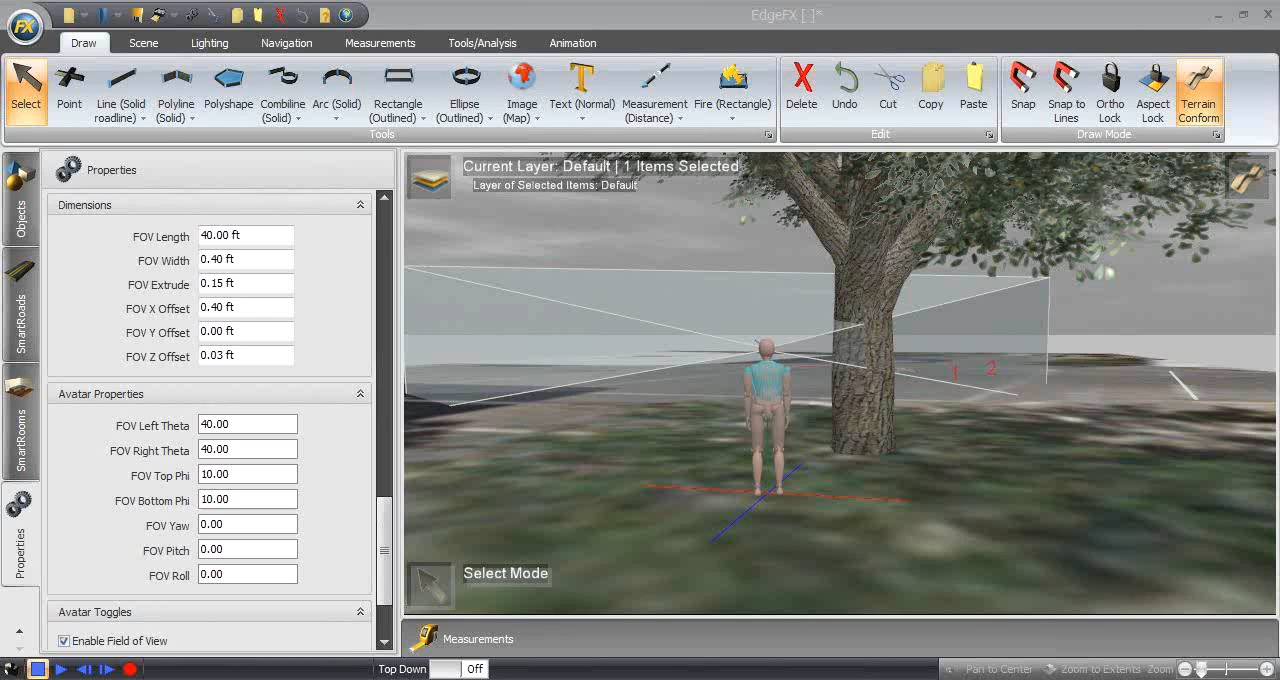 FX
EdgeFX [ ]*
Draw Scene Lighting Navigation Measurements Tools/Analysis Animation
Select
Point
Line (Solid roadline)
Polyline (Solid)
Polyshape
Combiline (Solid)
Arc (Solid)
Rectangle (Outlined)
Ellipse (Outlined)
Image (Map)
Text (Normal)
Measurement (Distance)
Fire (Rectangle)
Delete
Undo
Cut
Copy
Paste
Snap
Snap to Lines
Ortho Lock
Aspect Lock
Terrain Conform
Tools
Edit
Draw Mode
Objects
SmartRoads
SmartRooms
Properties
Properties
Dimensions
FOV Length 40.00 ft
FOV Width 0.40 ft
FOV Extrude 0.15 ft
FOV X Offset 0.40 ft
FOV Y Offset 0.00 ft
FOV Z Offset 0.03 ft
Avatar Properties
FOV Left Theta 40.00
FOV Right Theta 40.00
FOV Top Phi 10.00
FOV Bottom Phi 10.00
FOV Yaw 0.00
FOV Pitch 0.00
FOV Roll 0.00
Avatar Toggles
Enable Field of View
Current Layer: Default | 1 Items Selected
Layer of Selected Items: Default
1 2
Select Mode
Measurements
Top Down Off
Pan to Center Zoom to Extents Zoom